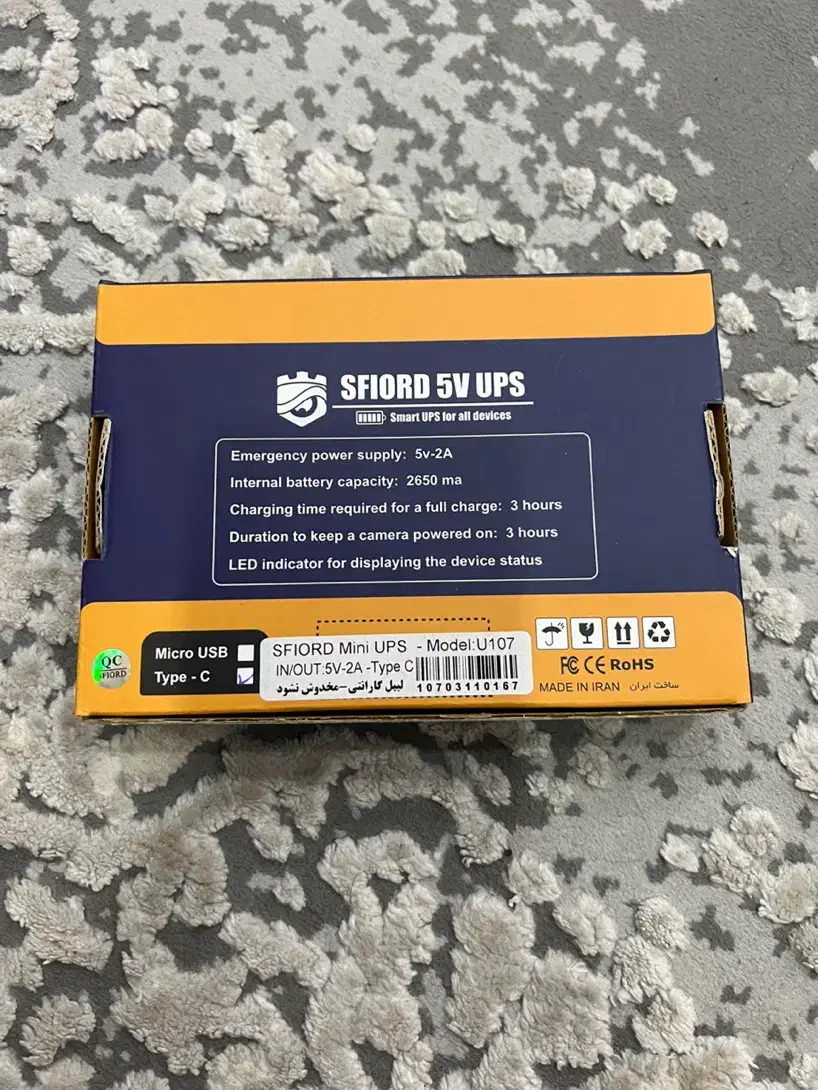 SFIORD 5V UPS
Smart UPS for all devices
Emergency power supply: 5v-2A
Internal battery capacity: 2650 ma
Charging time required for a full charge: 3 hours
Duration to keep a camera powered on: 3 hours
LED indicator for displaying the device status
QC
SFIORD
Micro USB
Type - C
SFIORD Mini UPS - Model:U107
IN/OUT:5V-2A -Type C
لیبل گارانتی-مخدوش نشود
10703110167
FC CE RoHS
MADE IN IRAN ساخت ایران